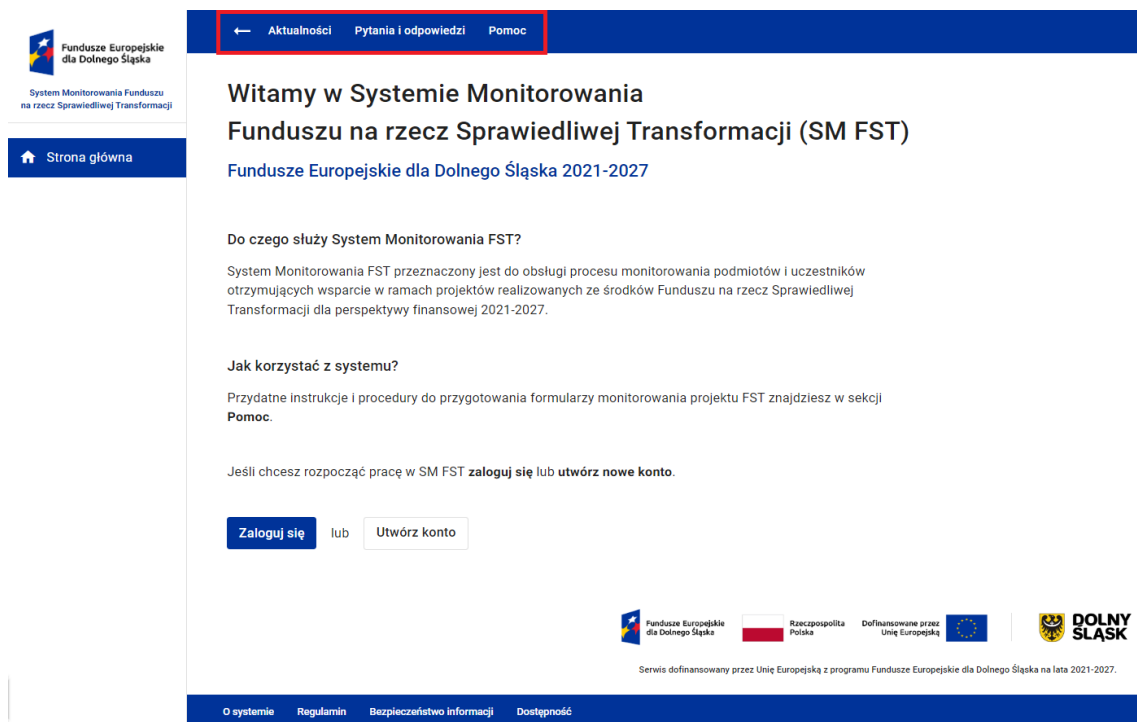 Fundusze Europejskie
dla Dolnego Śląska
System Monitorowania Funduszu
na rzecz Sprawiedliwej Transformacji
Strona główna
Aktualności Pytania i odpowiedzi Pomoc
Witamy w Systemie Monitorowania
Funduszu na rzecz Sprawiedliwej Transformacji (SM FST)
Fundusze Europejskie dla Dolnego Śląska 2021-2027
Do czego służy System Monitorowania FST?
System Monitorowania FST przeznaczony jest do obsługi procesu monitorowania podmiotów i uczestników
otrzymujących wsparcie w ramach projektów realizowanych ze środków Funduszu na rzecz Sprawiedliwej
Transformacji dla perspektywy finansowej 2021-2027.
Jak korzystać z systemu?
Przydatne instrukcje i procedury do przygotowania formularzy monitorowania projektu FST znajdziesz w sekcji
Pomoc.
Jeśli chcesz rozpocząć pracę w SM FST zaloguj się lub utwórz nowe konto.
Zaloguj się lub Utwórz konto
Fundusze Europejskie
dla Dolnego Śląska
Rzeczpospolita
Polska
Dofinansowane przez
Unię Europejską
DOLNY
ŚLĄSK
Serwis dofinansowany przez Unię Europejską z programu Fundusze Europejskie dla Dolnego Śląska na lata 2021-2027.
O systemie Regulamin Bezpieczeństwo informacji Dostępność